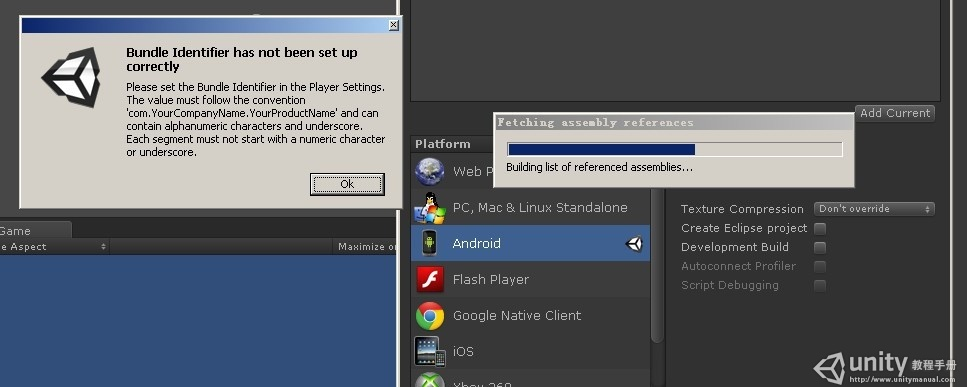 Bundle Identifier has not been set up
correctly
Please set the Bundle Identifier in the Player Settings.
The value must follow the convention
'com.YourCompanyName.YourProductName' and can
contain alphanumeric characters and underscore.
Each segment must not start with a numeric character
or underscore.
Ok
Add Current
Fetching assembly references
Building list of referenced assemblies...
Platform
Web P
PC, Mac & Linux Standalone
Android
Flash Player
Google Native Client
iOS
Xbox 360
Texture Compression
Don't override
Create Eclipse project
Development Build
Autoconnect Profiler
Script Debugging
Game
e Aspect
Maximize o
unity 教程手册
http://www.unitymanual.com